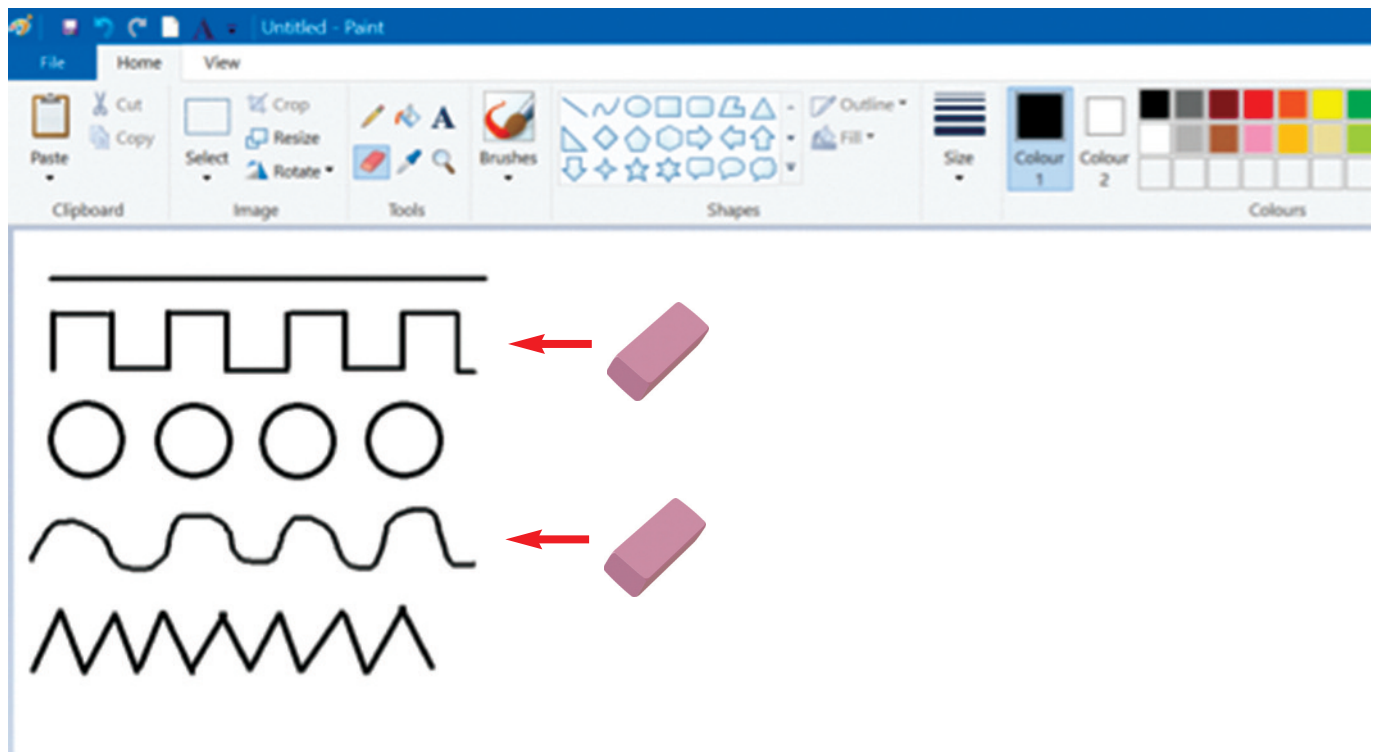 Untitled - Paint
File Home View
Cut Crop Outline
Copy Resize Fill
Paste Select Rotate Brushes Size Colour 1 Colour 2
Clipboard Image Tools Shapes Colours
A